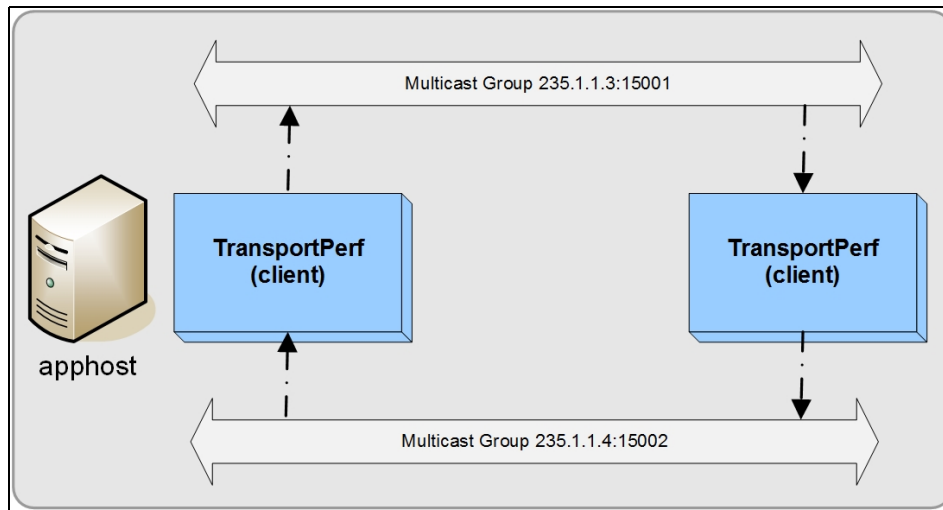 Multicast Group 235.1.1.3:15001
TransportPerf
(client)
TransportPerf
(client)
apphost
Multicast Group 235.1.1.4:15002